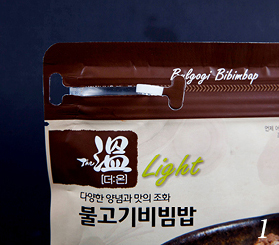 Bulgogi Bibimbap
The 溫 Light
[더:온]
다양한 양념과 맛의 조화
불고기비빔밥
1